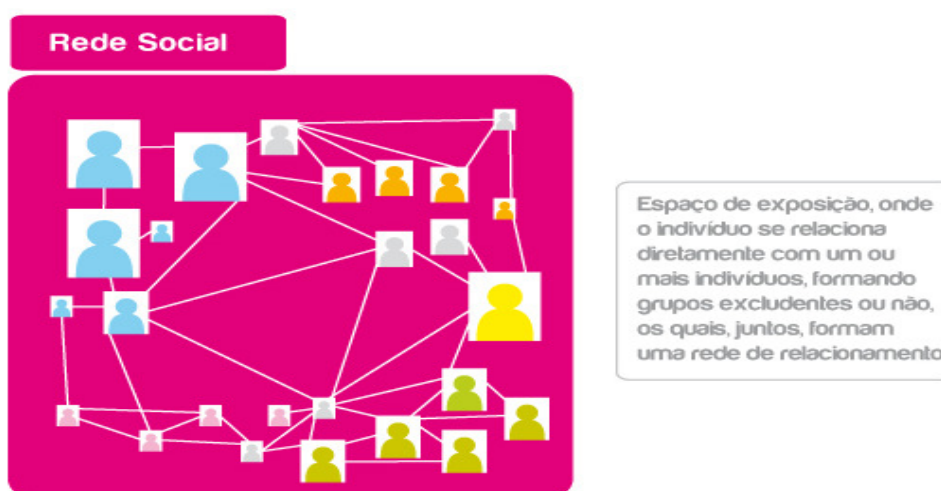 Rede Social
Espaço de exposição, onde
o indivíduo se relaciona
diretamente com um ou
mais indivíduos, formando
grupos excludentes ou não,
os quais, juntos, formam
uma rede de relacionamento